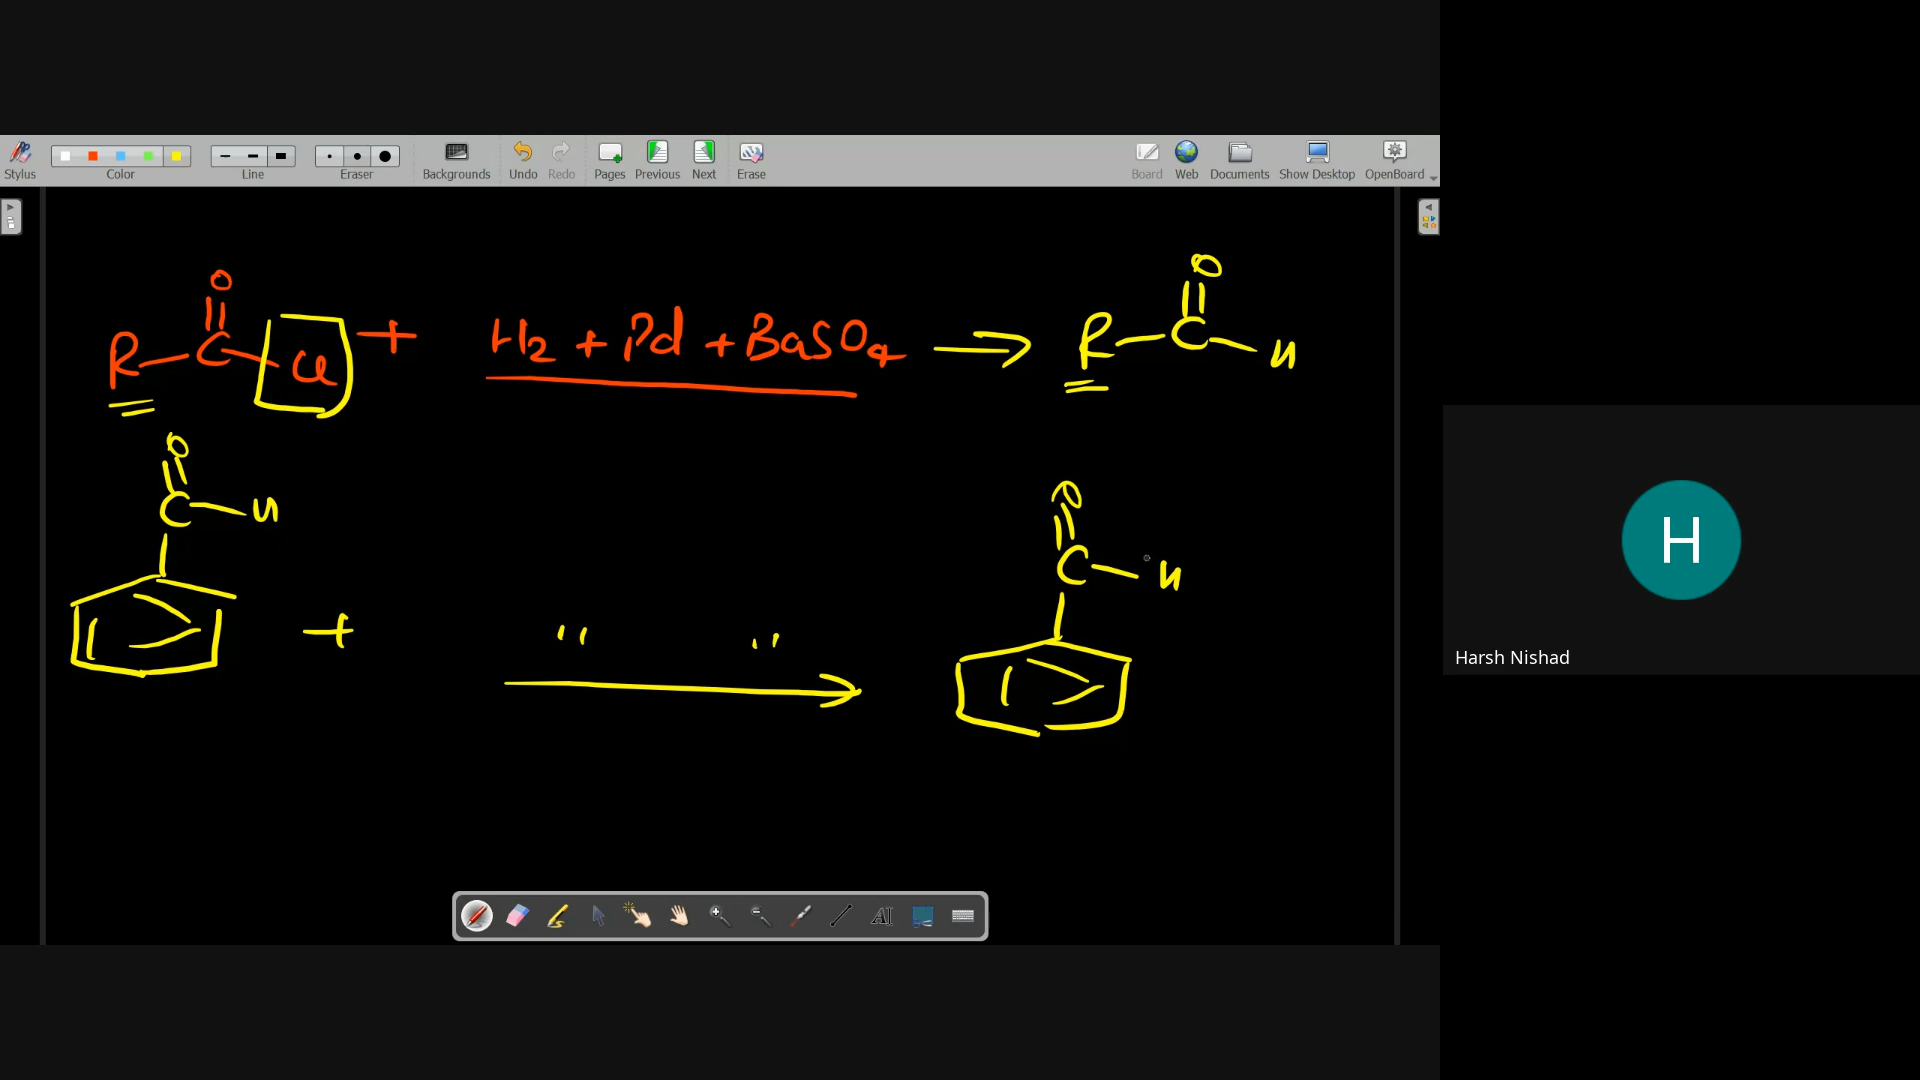 Stylus Color Line Eraser Backgrounds Undo Redo Pages Previous Next Erase Board Web Documents Show Desktop OpenBoard
O O
R C Cl + H2 + Pd + BaSO4 → R C H
O O
C H C H
+ " " →
AI
H
Harsh Nishad